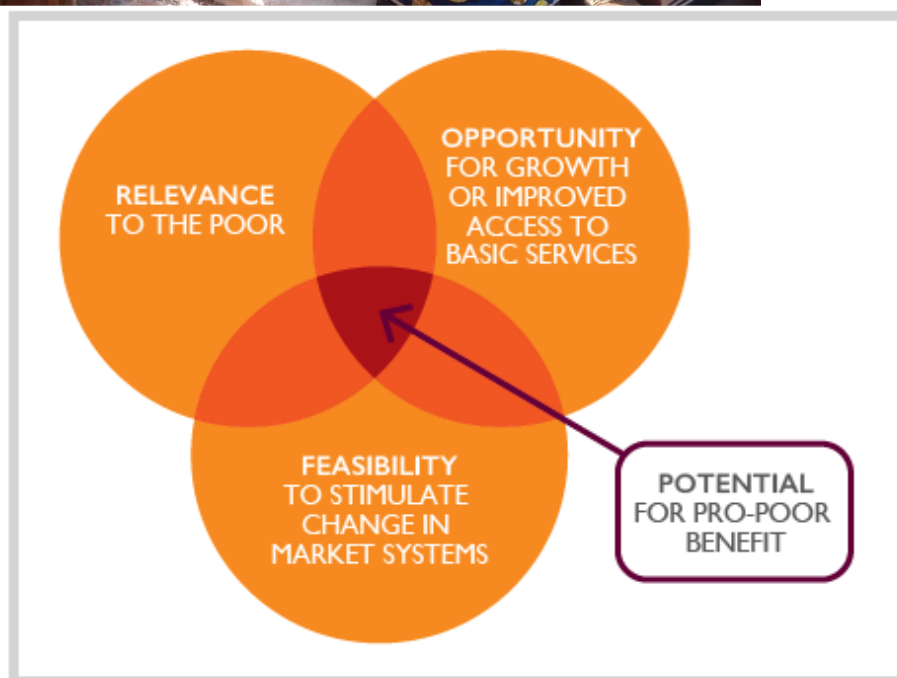 RELEVANCE
TO THE POOR
OPPORTUNITY
FOR GROWTH
OR IMPROVED
ACCESS TO
BASIC SERVICES
FEASIBILITY
TO STIMULATE
CHANGE IN
MARKET SYSTEMS
POTENTIAL
FOR PRO-POOR
BENEFIT